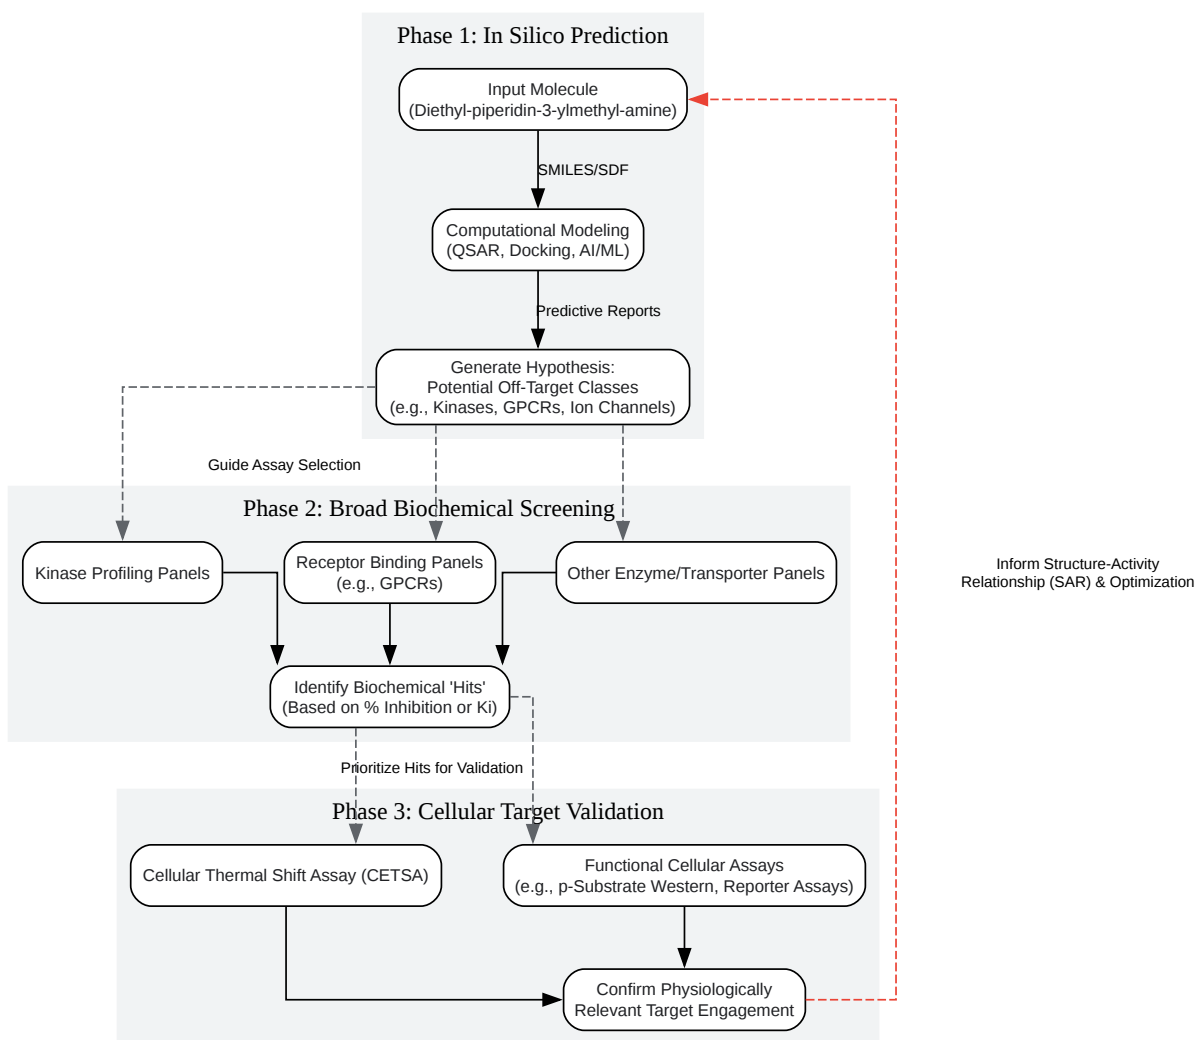 Phase 1: In Silico Prediction
Input Molecule
(Diethyl-piperidin-3-ylmethyl-amine)
SMILES/SDF
Computational Modeling
(QSAR, Docking, AI/ML)
Predictive Reports
Generate Hypothesis:
Potential Off-Target Classes
(e.g., Kinases, GPCRs, Ion Channels)
Guide Assay Selection
Phase 2: Broad Biochemical Screening
Kinase Profiling Panels
Receptor Binding Panels
(e.g., GPCRs)
Other Enzyme/Transporter Panels
Inform Structure-Activity
Relationship (SAR) & Optimization
Identify Biochemical 'Hits'
(Based on % Inhibition or Ki)
Prioritize Hits for Validation
Phase 3: Cellular Target Validation
Cellular Thermal Shift Assay (CETSA)
Functional Cellular Assays
(e.g., p-Substrate Western, Reporter Assays)
Confirm Physiologically
Relevant Target Engagement